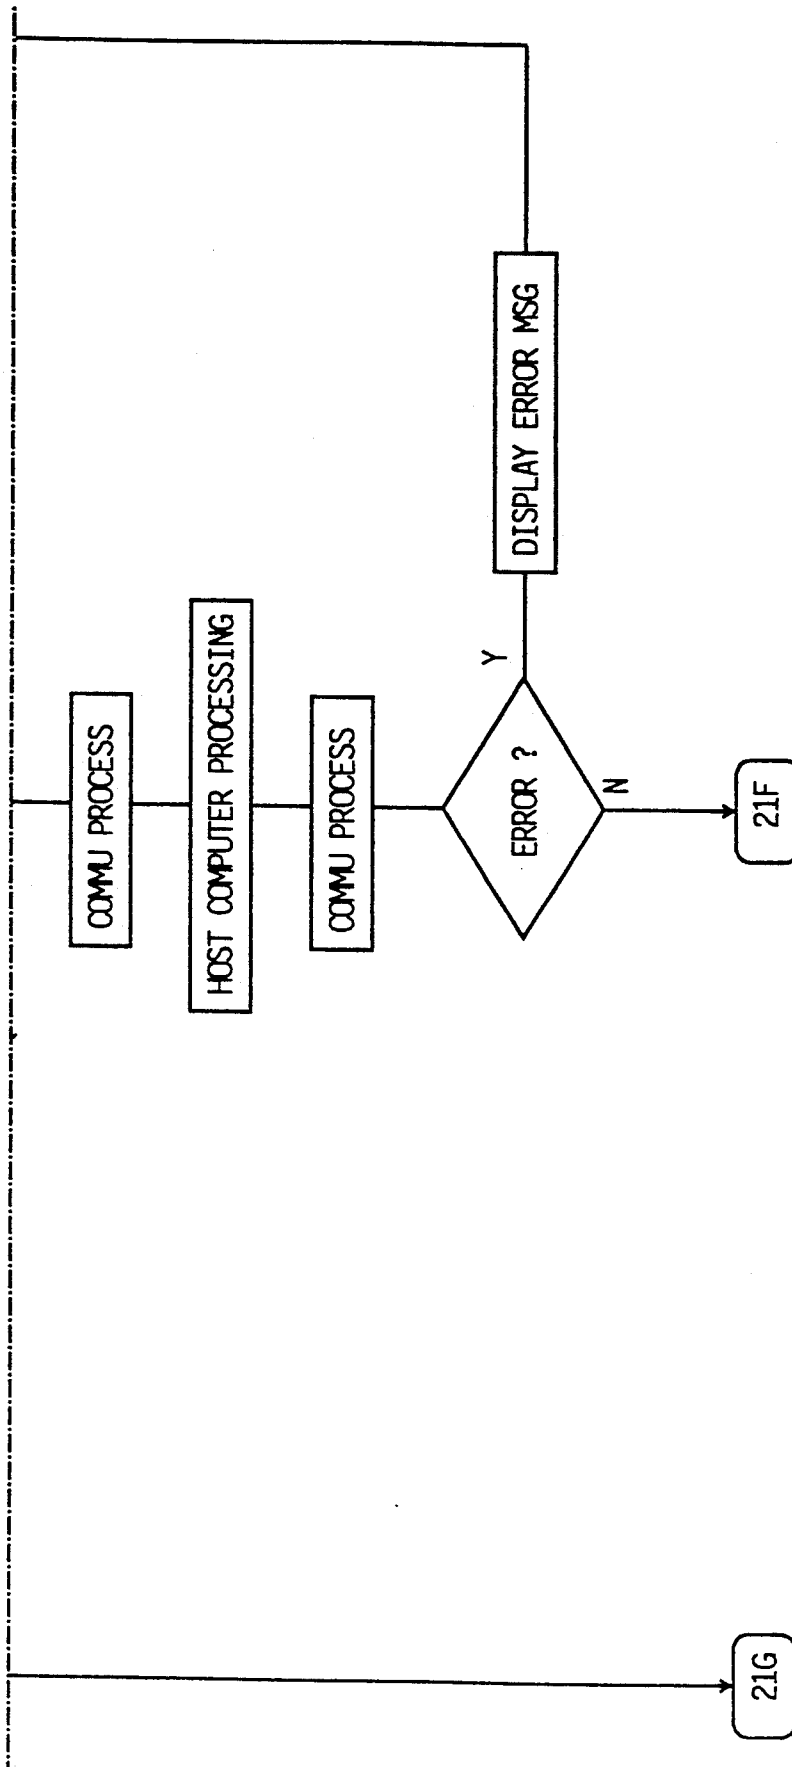 COMMU PROCESS
HOST COMPUTER PROCESSING
COMMU PROCESS
ERROR ?
Y
DISPLAY ERROR MSG
N
21G
21F